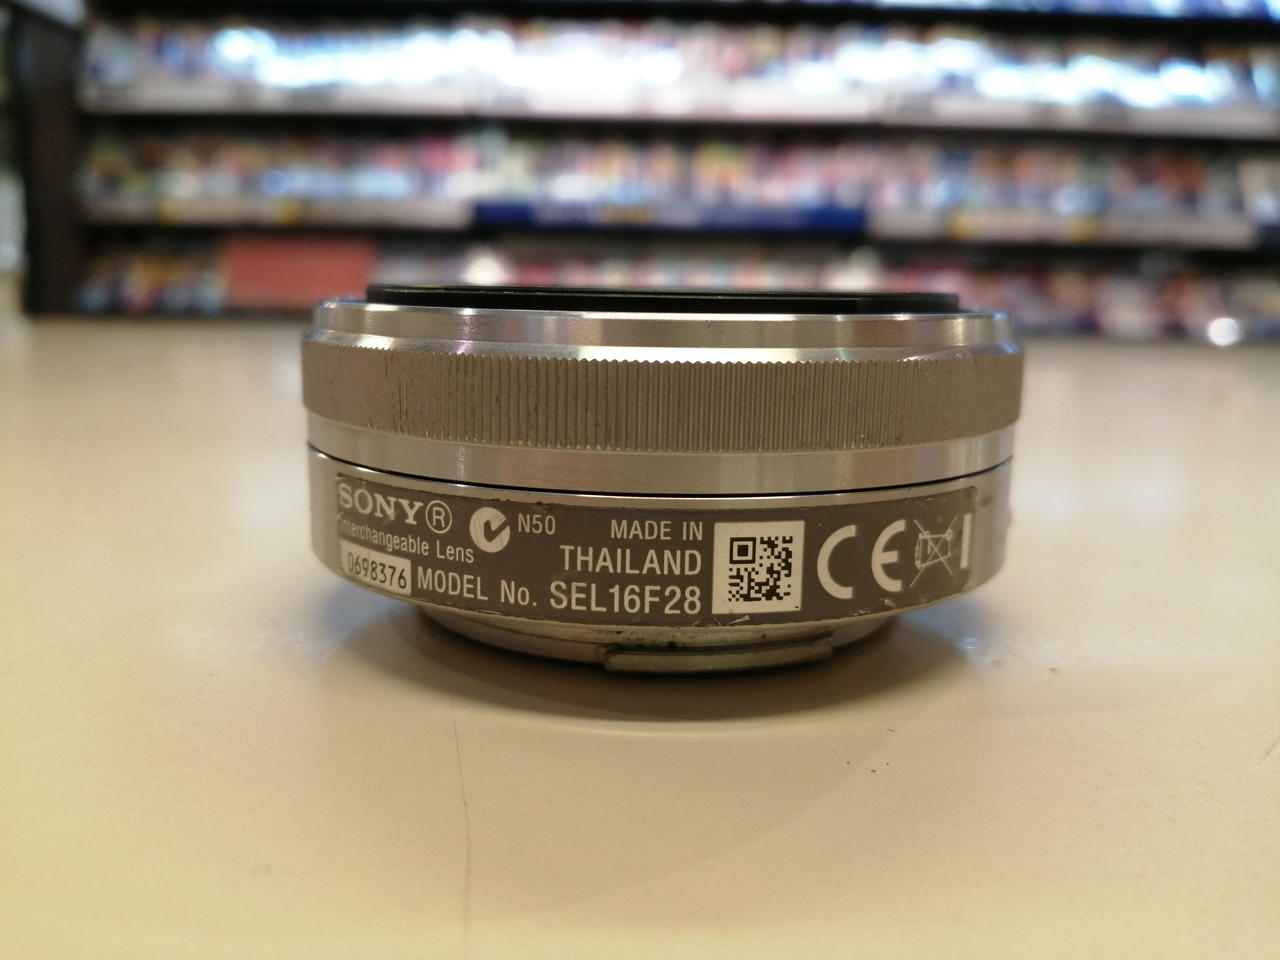 SONY®
Interchangeable Lens
N50
0698376
MODEL No. SEL16F28
MADE IN
THAILAND
CE